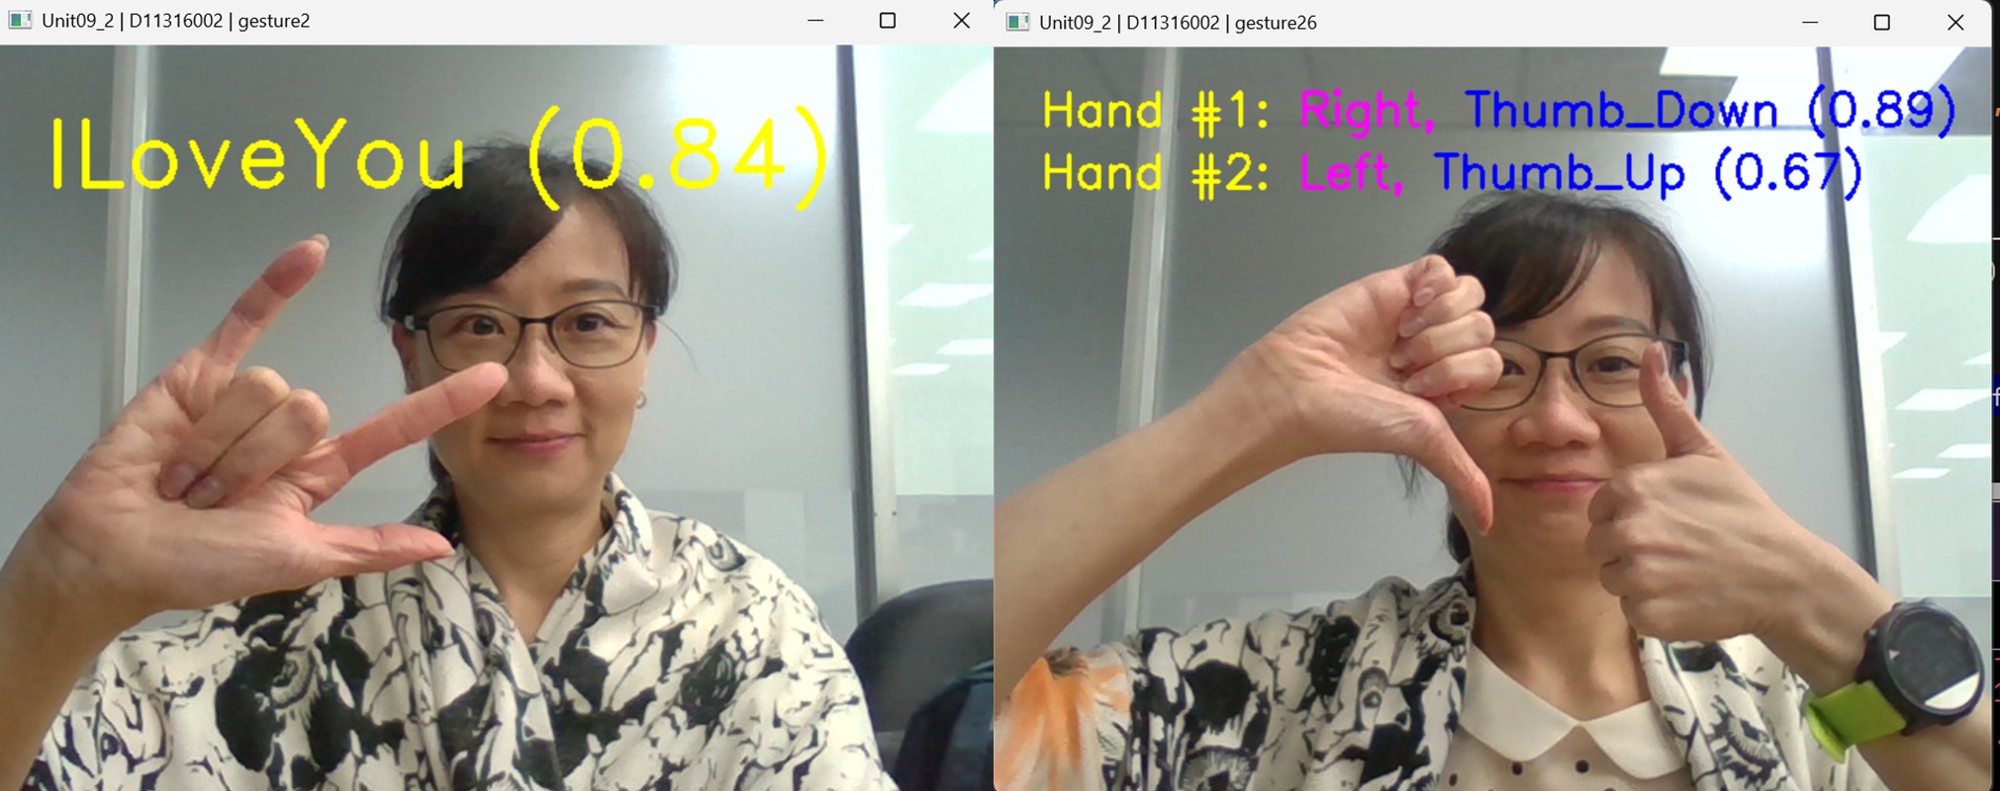 Unit09_2 | D11316002 | gesture2
ILoveYou (0.84)
Unit09_2 | D11316002 | gesture26
Hand #1: Right, Thumb_Down (0.89)
Hand #2: Left, Thumb_Up (0.67)